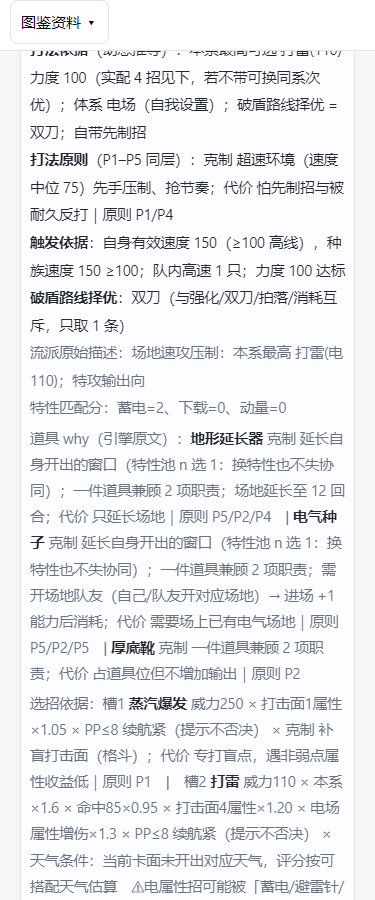 图鉴资料 ▼
打法依据（动态推导）：本系最高可选 打雷(110)
力度 100（实配 4 招见下，若不带可换同系次
优）；体系 电场（自我设置）；破盾路线择优 =
双刀；自带先制招
打法原则（P1–P5 同层）：克制 超速环境（速度
中位 75）先手压制、抢节奏；代价 怕先制招与被
耐久反打 | 原则 P1/P4
触发依据：自身有效速度 150（≥100 高线），种
族速度 150 ≥100；队内高速 1 只；力度 100 达标
破盾路线择优：双刀（与强化/双刀/拍落/消耗互
斥，只取 1 条）
流派原始描述：场地速攻压制：本系最高 打雷(电
110)；特攻输出向
特性匹配分：蓄电=2、下载=0、动量=0
道具 why（引擎原文）：地形延长器 克制 延长自
身开出的窗口（特性池 n 选 1：换特性也不失协
同）；一件道具兼顾 2 项职责；场地延长至 12 回
合；代价 只延长场地 | 原则 P5/P2/P4 | 电气种
子 克制 延长自身开出的窗口（特性池 n 选 1：换
特性也不失协同）；一件道具兼顾 2 项职责；需
开场地队友（自己/队友开对应场地）→ 进场 +1
能力后消耗；代价 需要场上已有电气场地 | 原则
P5/P2/P5 | 厚底靴 克制 一件道具兼顾 2 项职
责；代价 占道具位但不增加输出 | 原则 P2
选招依据：槽1 蒸汽爆发 威力250 × 打击面1属性
×1.05 × PP≤8 续航紧（提示不否决） × 克制 补
盲打击面（格斗）；代价 专打盲点，遇非弱点属
性收益低 | 原则 P1 | 槽2 打雷 威力110 × 本系
×1.6 × 命中85×0.95 × 打击面4属性×1.20 × 电场
属性增伤×1.3 × PP≤8 续航紧（提示不否决） ×
天气条件：当前卡面未开出对应天气，评分按可
搭配天气估算 ⚠电属性招可能被「蓄电/避雷针/